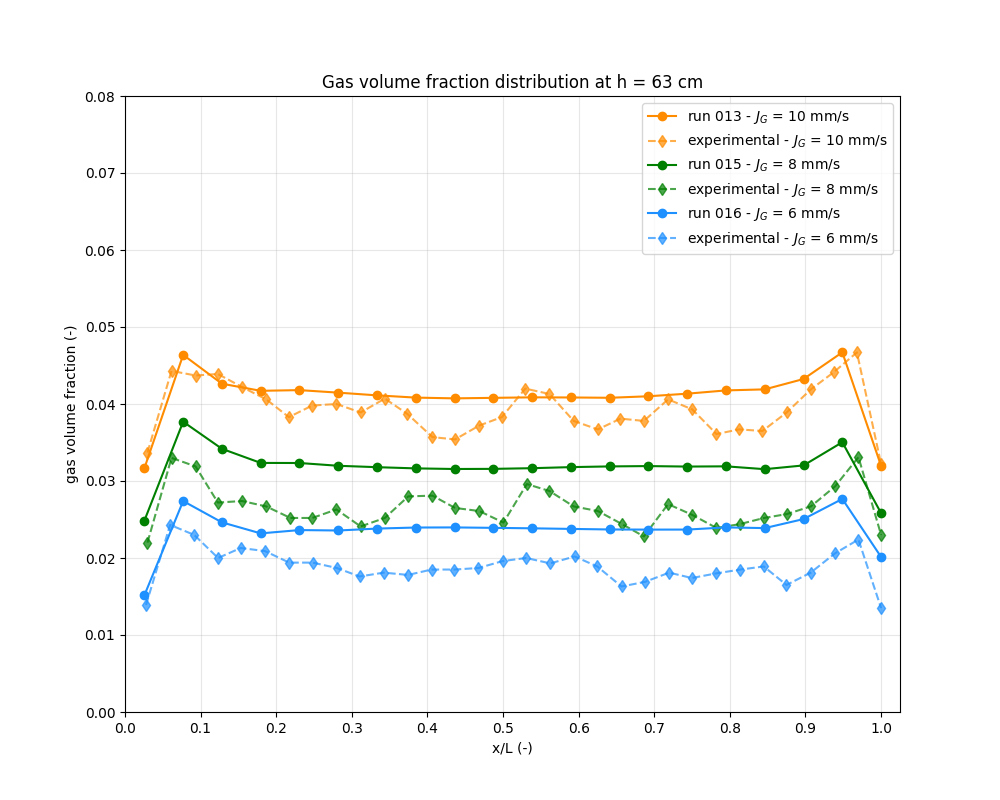 Gas volume fraction distribution at h = 63 cm
0.08
0.07
0.06
0.05
0.04
0.03
0.02
0.01
0.00
gas volume fraction (-)
run 013 - J_G = 10 mm/s
experimental - J_G = 10 mm/s
run 015 - J_G = 8 mm/s
experimental - J_G = 8 mm/s
run 016 - J_G = 6 mm/s
experimental - J_G = 6 mm/s
0.0 0.1 0.2 0.3 0.4 0.5 0.6 0.7 0.8 0.9 1.0
x/L (-)